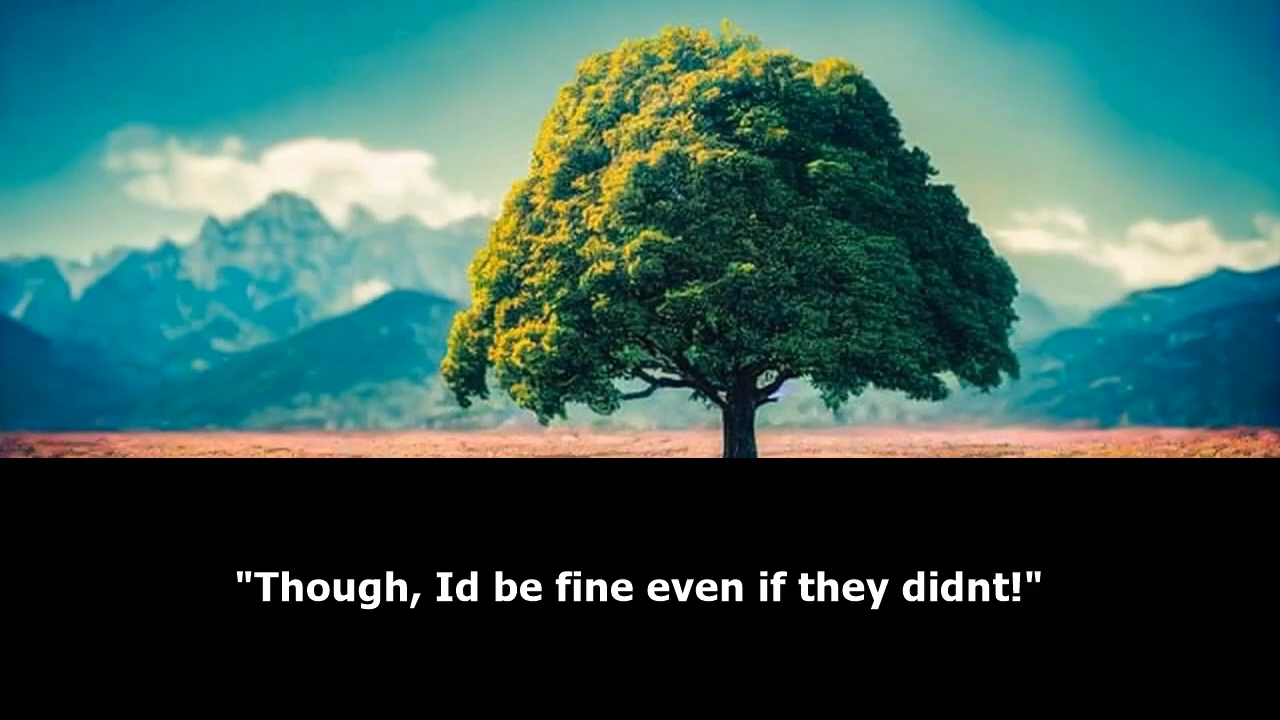 "Though, Id be fine even if they didnt!"